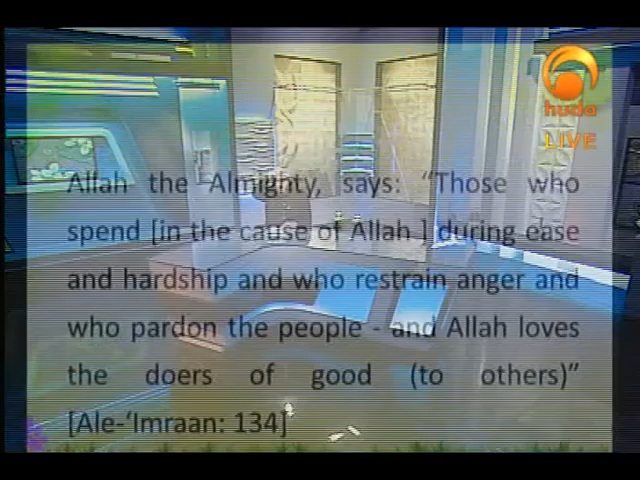 huda
LIVE
Allah the Almighty, says: “Those who
spend [in the cause of Allah ] during ease
and hardship and who restrain anger and
who pardon the people - and Allah loves
the doers of good (to others)”
[Ale-‘Imraan: 134]